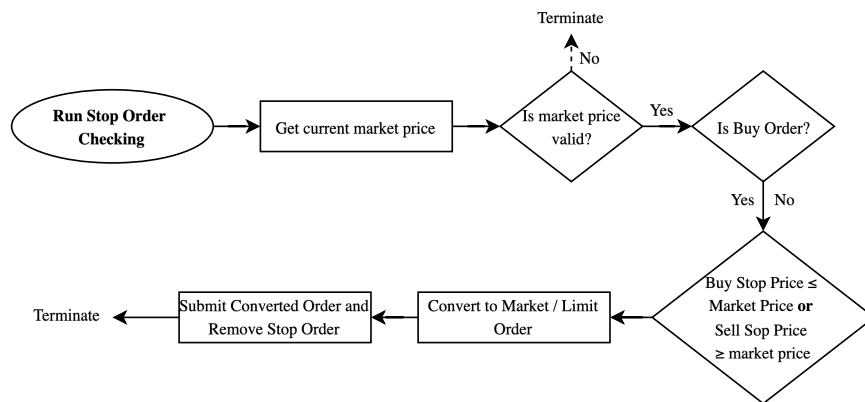 Terminate
No
Run Stop Order
Checking
Get current market price
Is market price
valid?
Yes
Is Buy Order?
Yes No
Buy Stop Price ≤
Market Price or
Sell Sop Price
≥ market price
Convert to Market / Limit
Order
Submit Converted Order and
Remove Stop Order
Terminate